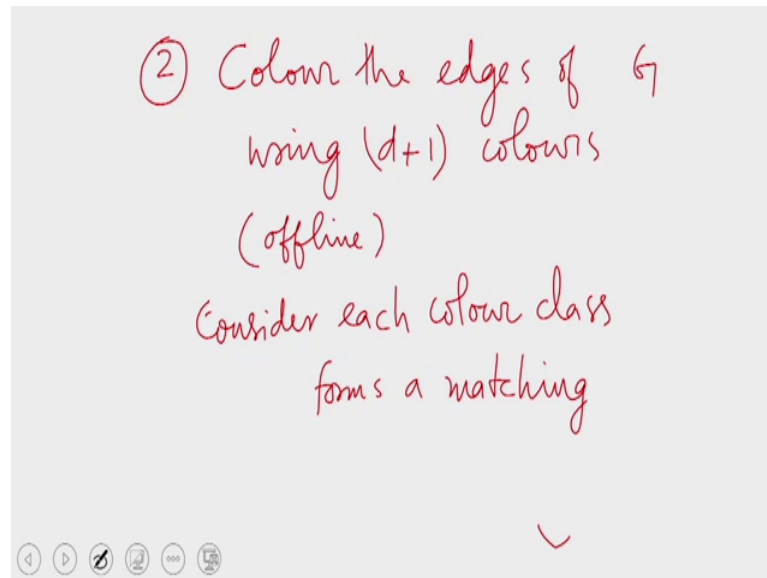 ② Colour the edges of G
using (d+1) colours
(offline)
Consider each colour class
forms a matching